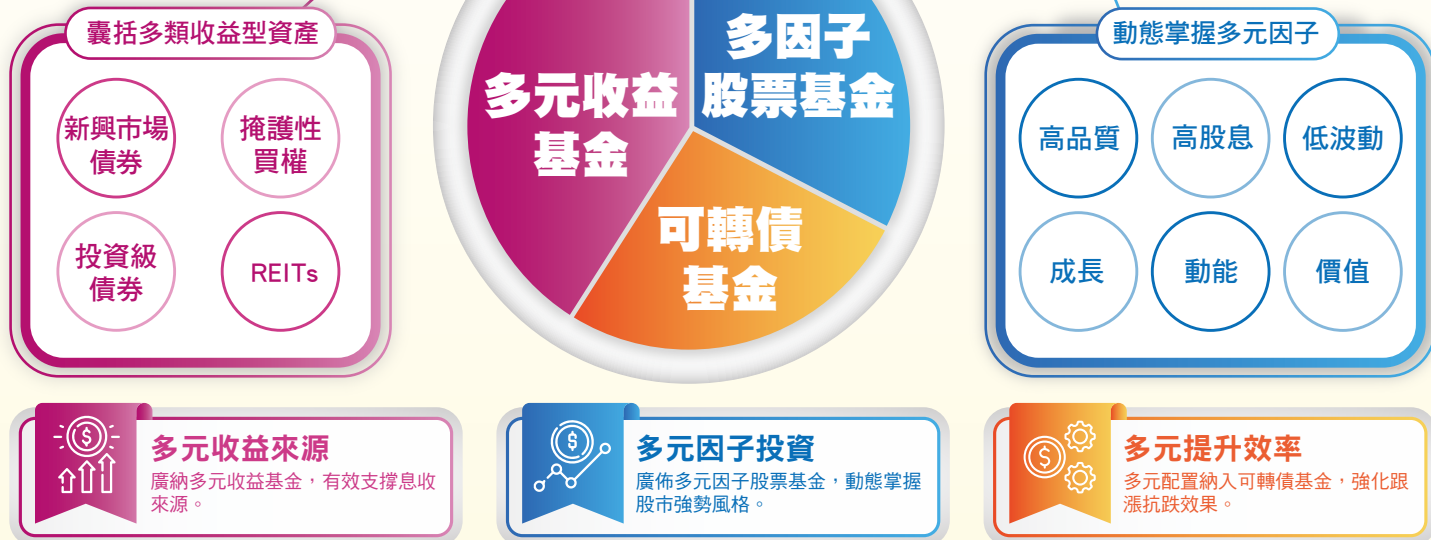 囊括多類收益型資產
新興市場
債券
掩護性
買權
投資級
債券
REITs
多元收益
基金
多因子
股票基金
可轉債
基金
動態掌握多元因子
高品質
高股息
低波動
成長
動能
價值
多元收益來源
廣納多元收益基金，有效支撐息收
來源。
多元因子投資
廣佈多元因子股票基金，動態掌握
股市強勢風格。
多元提升效率
多元配置納入可轉債基金，強化跟
漲抗跌效果。